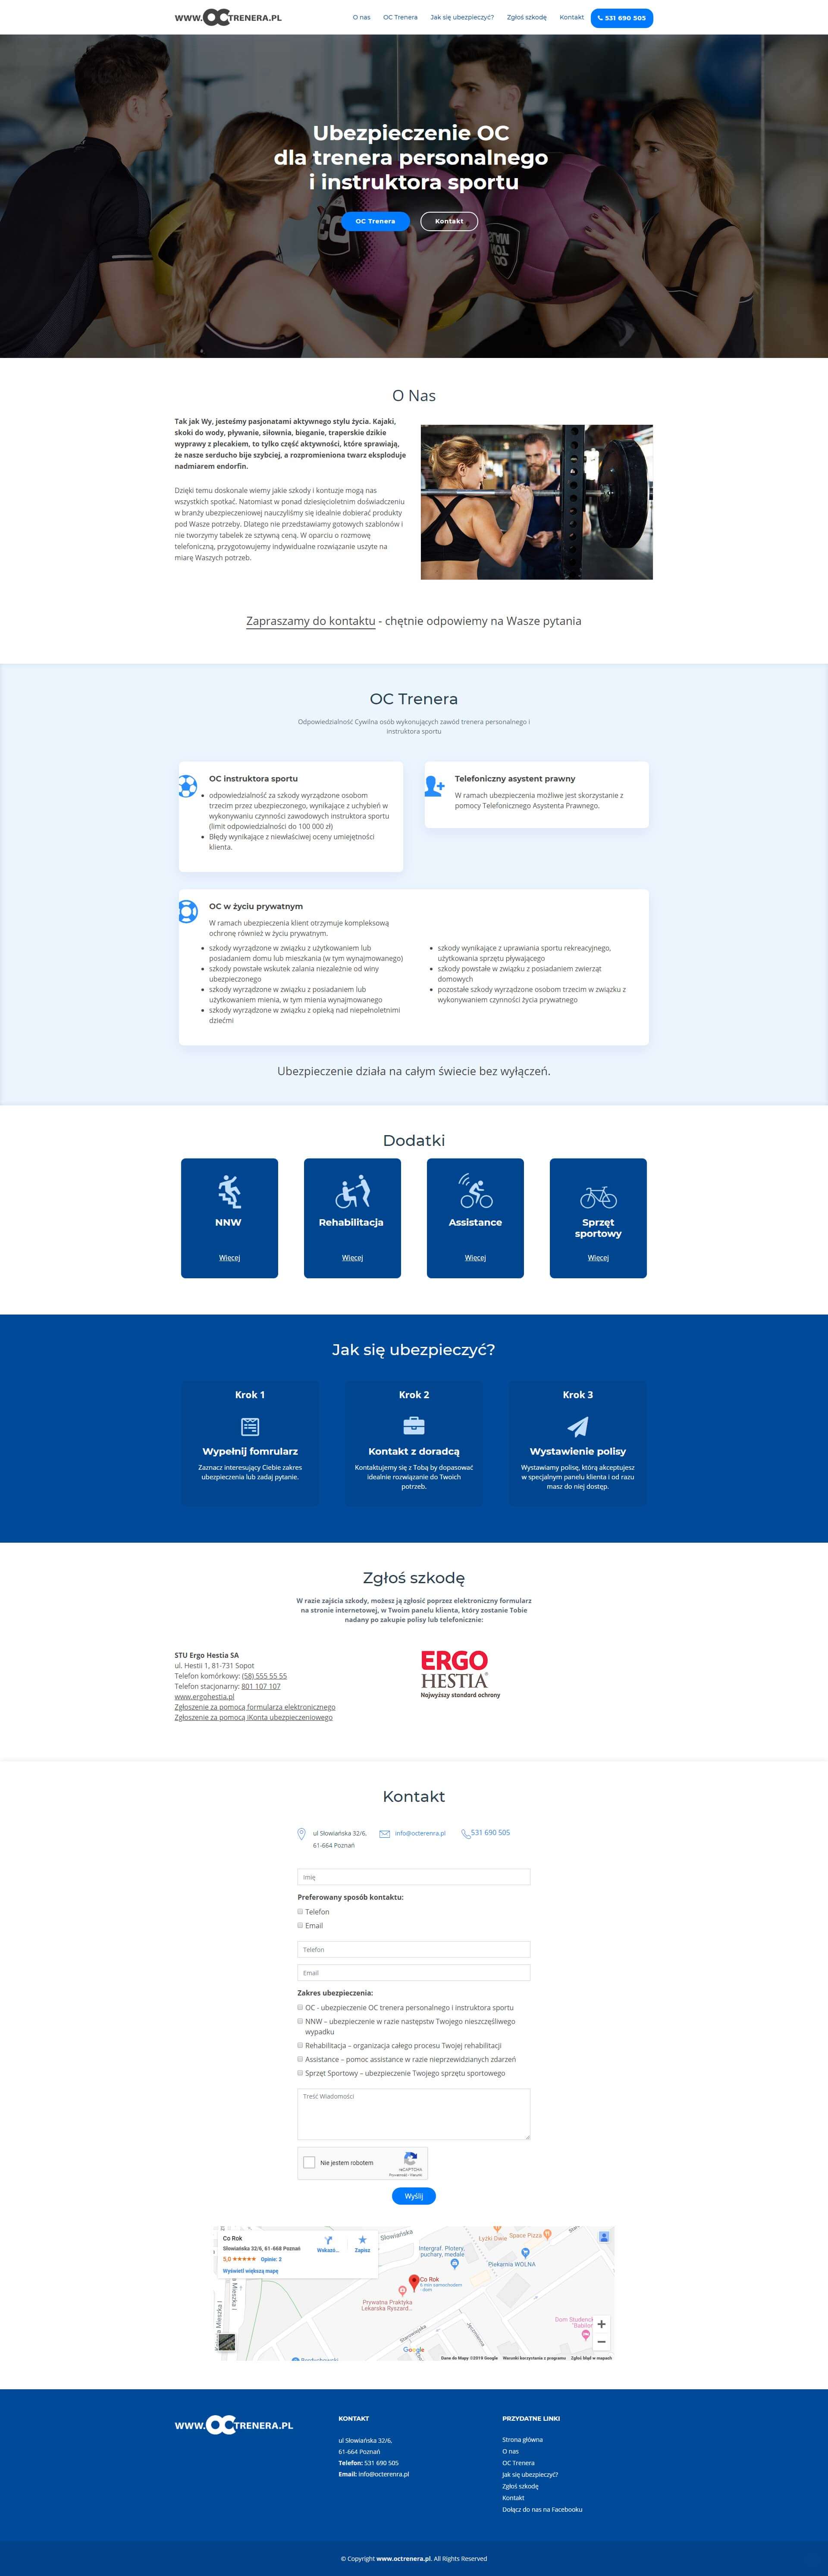 WWW.OCTRENERA.PL
O nas
OC Trenera
Jak się ubezpieczyć?
Zgłoś szkodę
Kontakt
531 690 505
Ubezpieczenie OC
dla trenera personalnego
i instruktora sportu
OC Trenera
Kontakt
O Nas
Tak jak Wy, jesteśmy pasjonatami aktywnego stylu życia. Kajaki,
skoki do wody, pływanie, siłownia, bieganie, traperskie dzikie
wyprawy z plecakiem, to tylko część aktywności, które sprawiają,
że nasze serducho bije szybciej, a rozpromieniona twarz eksploduje
nadmiarem endorfin.
Dzięki temu doskonale wiemy jakie szkody i kontuzje mogą nas
wszystkich spotkać. Natomiast w ponad dziesięcioletnim doświadczeniu
w branży ubezpieczeniowej nauczyliśmy się idealnie dobierać produkty
pod Wasze potrzeby. Dlatego nie przedstawiamy gotowych szablonów i
nie tworzymy tabelek ze sztywną ceną. W oparciu o rozmowę
telefoniczną, przygotowujemy indywidualne rozwiązanie uszyte na
miarę Waszych potrzeb.
Zapraszamy do kontaktu - chętnie odpowiemy na Wasze pytania
OC Trenera
Odpowiedzialność Cywilna osób wykonujących zawód trenera personalnego i
instruktora sportu
OC instruktora sportu
odpowiedzialność za szkody wyrządzone osobom
trzecim przez ubezpieczonego, wynikające z uchybień w
wykonywaniu czynności zawodowych instruktora sportu
(limit odpowiedzialności do 100 000 zł)
Błędy wynikające z niewłaściwej oceny umiejętności
klienta.
Telefoniczny asystent prawny
W ramach ubezpieczenia możliwe jest skorzystanie z
pomocy Telefonicznego Asystenta Prawnego.
OC w życiu prywatnym
W ramach ubezpieczenia klient otrzymuje kompleksową
ochronę również w życiu prywatnym.
szkody wyrządzone w związku z użytkowaniem lub
posiadaniem domu lub mieszkania (w tym wynajmowanego)
szkody powstałe wskutek zalania niezależnie od winy
ubezpieczonego
szkody wyrządzone w związku z posiadaniem lub
użytkowaniem mienia, w tym mienia wynajmowanego
szkody wyrządzone w związku z opieką nad niepełnoletnimi
dziećmi
szkody wynikające z uprawiania sportu rekreacyjnego,
użytkowania sprzętu pływającego
szkody powstałe w związku z posiadaniem zwierząt
domowych
pozostałe szkody wyrządzone osobom trzecim w związku z
wykonywaniem czynności życia prywatnego
Ubezpieczenie działa na całym świecie bez wyłączeń.
Dodatki
NNW
Więcej
Rehabilitacja
Więcej
Assistance
Więcej
Sprzęt
sportowy
Więcej
Jak się ubezpieczyć?
Krok 1
Wypełnij fomrularz
Zaznacz interesujący Ciebie zakres
ubezpieczenia lub zadaj pytanie.
Krok 2
Kontakt z doradcą
Kontaktujemy się z Tobą by dopasować
idealnie rozwiązanie do Twoich
potrzeb.
Krok 3
Wystawienie polisy
Wystawiamy polisę, którą akceptujesz
w specjalnym panelu klienta i od razu
masz do niej dostęp.
Zgłoś szkodę
W razie zajścia szkody, możesz ją zgłosić poprzez elektroniczny formularz
na stronie internetowej, w Twoim panelu klienta, który zostanie Tobie
nadany po zakupie polisy lub telefonicznie:
STU Ergo Hestia SA
ul. Hestii 1, 81-731 Sopot
Telefon komórkowy: (58) 555 55 55
Telefon stacjonarny: 801 107 107
www.ergohestia.pl
Zgłoszenie za pomocą formularza elektronicznego
Zgłoszenie za pomocą iKonta ubezpieczeniowego
ERGO
HESTIA
Najwyższy standard ochrony
Kontakt
ul Słowiańska 32/6,
61-664 Poznań
info@octerenra.pl
531 690 505
Imię
Preferowany sposób kontaktu:
Telefon
Email
Telefon
Email
Zakres ubezpieczenia:
OC - ubezpieczenie OC trenera personalnego i instruktora sportu
NNW – ubezpieczenie w razie następstw Twojego nieszczęśliwego
wypadku
Rehabilitacja – organizacja całego procesu Twojej rehabilitacji
Assistance – pomoc assistance w razie nieprzewidzianych zdarzeń
Sprzęt Sportowy – ubezpieczenie Twojego sprzętu sportowego
Treść Wiadomości
Nie jestem robotem
reCAPTCHA
Prywatność - Warunki
Wyślij
Co Rok
Słowiańska 32/6, 61-668 Poznań
5,0 ★★★★★ Opinie: 2
Wyświetl większą mapę
Wskazó...
Zapisz
Słowiańska
Lyzki Dwie
Space Pizza
Intergraf. Plotery,
puchary, medale
Piekarnia WOLNA
Co Rok
6 min samochodem
- dom
Prywatna Praktyka
Lekarska Ryszard...
Starowiejska
Dom Studencki
"Babilon"
Google
Dane do Mapy ©2019 Google
Warunki korzystania z programu
Zgłoś błąd w mapach
WWW.OCTRENERA.PL
KONTAKT
ul Słowiańska 32/6,
61-664 Poznań
Telefon: 531 690 505
Email: info@octerenra.pl
PRZYDATNE LINKI
Strona główna
O nas
OC Trenera
Jak się ubezpieczyć?
Zgłoś szkodę
Kontakt
Dołącz do nas na Facebooku
© Copyright www.octrenera.pl. All Rights Reserved